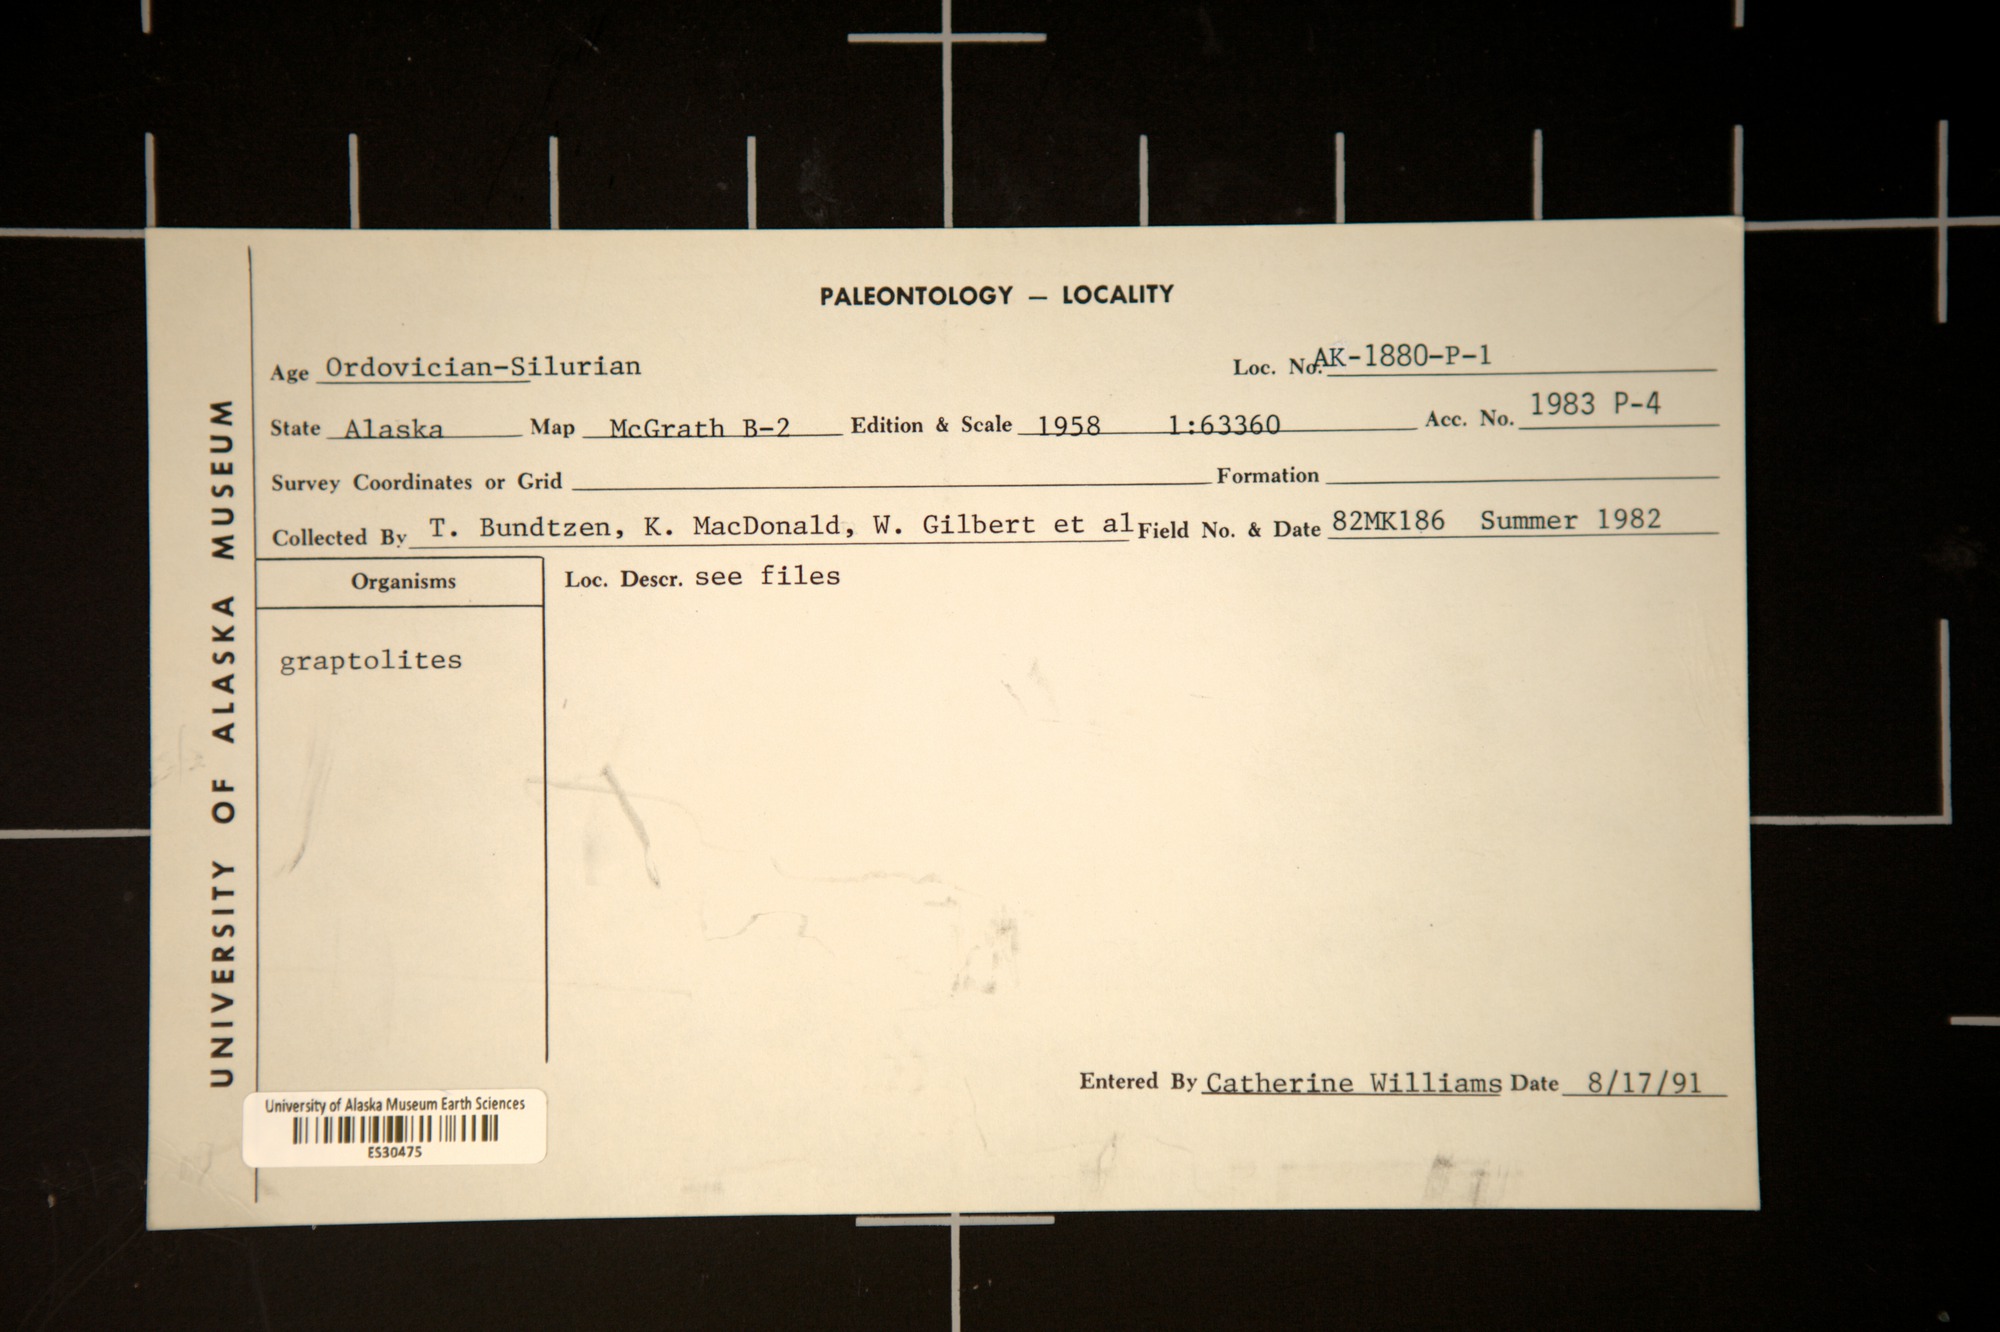 PALEONTOLOGY — LOCALITY
Age Ordovician-Silurian Loc. No. AK-1880-P-1
State Alaska Map McGrath B-2 Edition & Scale 1958 1:63360 Acc. No. 1983 P-4
Survey Coordinates or Grid Formation
Collected By T. Bundtzen, K. MacDonald, W. Gilbert et al Field No. & Date 82MK186 Summer 1982
Organisms Loc. Descr. see files
graptolites
Entered By Catherine Williams Date 8/17/91
UNIVERSITY OF ALASKA MUSEUM
University of Alaska Museum Earth Sciences
ES30475